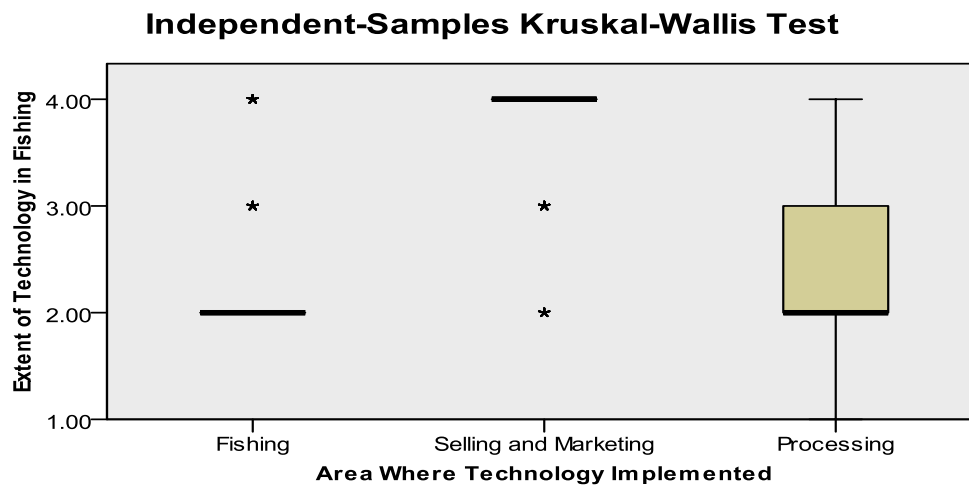 Independent-Samples Kruskal-Wallis Test
Extent of Technology in Fishing
4.00
3.00
2.00
1.00
Fishing
Selling and Marketing
Processing
Area Where Technology Implemented